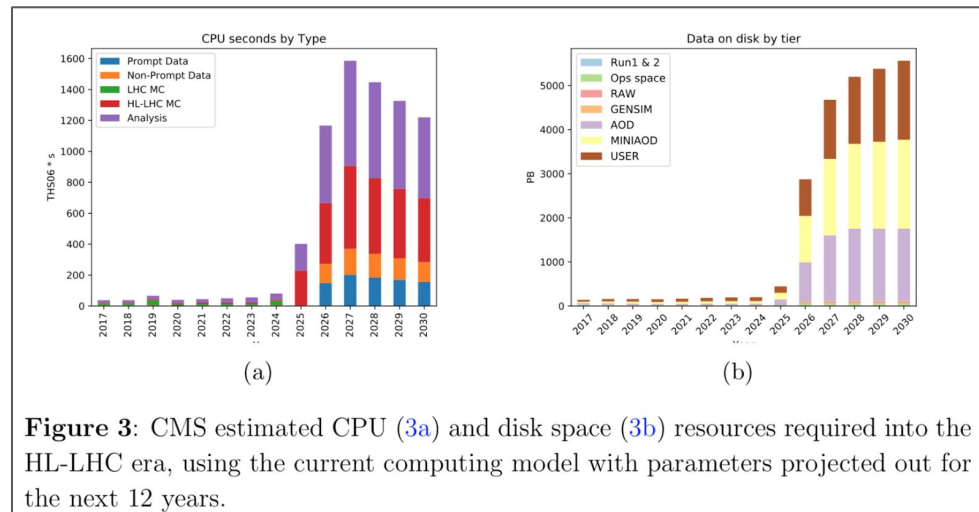 CPU seconds by Type
THS06 * s
1600
1400
1200
1000
800
600
400
200
0
Prompt Data
Non-Prompt Data
LHC MC
HL-LHC MC
Analysis
2017
2018
2019
2020
2021
2022
2023
2024
2025
2026
2027
2028
2029
2030
(a)
Data on disk by tier
PB
5000
4000
3000
2000
1000
0
Run1 & 2
Ops space
RAW
GENSIM
AOD
MINIAOD
USER
2017
2018
2019
2020
2021
2022
2023
2024
2025
2026
2027
2028
2029
2030
(b)
Figure 3: CMS estimated CPU (3a) and disk space (3b) resources required into the
HL-LHC era, using the current computing model with parameters projected out for
the next 12 years.